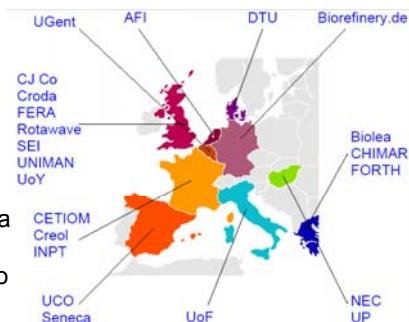 UGent
AFI
DTU
Biorefinery.de
CJ Co
Croda
FERA
Rotawave
SEI
UNIMAN
UoY
Biolea
CHIMAR
FORTH
a
CETIOM
Creol
INPT
o
UCO
Seneca
UoF
NEC
UP